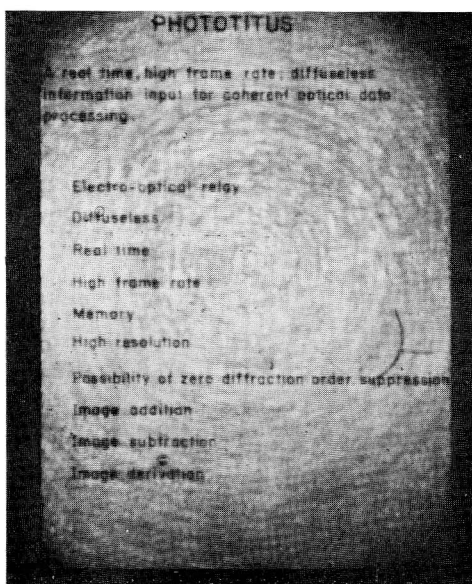 PHOTOTITUS
A real time, high frame rate, diffuseless
information input for coherent optical data
processing.
Electro-optical relay
Diffuseless
Real time
High frame rate
Memory
High resolution
Possibility of zero diffraction order suppression
Image addition
Image subtraction
Image derivation